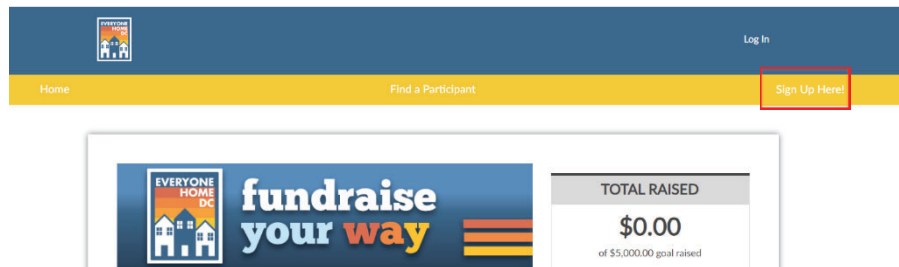 EVERYONE
HOME
DC
Log In
Home
Find a Participant
Sign Up Here!
EVERYONE
HOME
DC
fundraise
your way
TOTAL RAISED
$0.00
of $5,000.00 goal raised